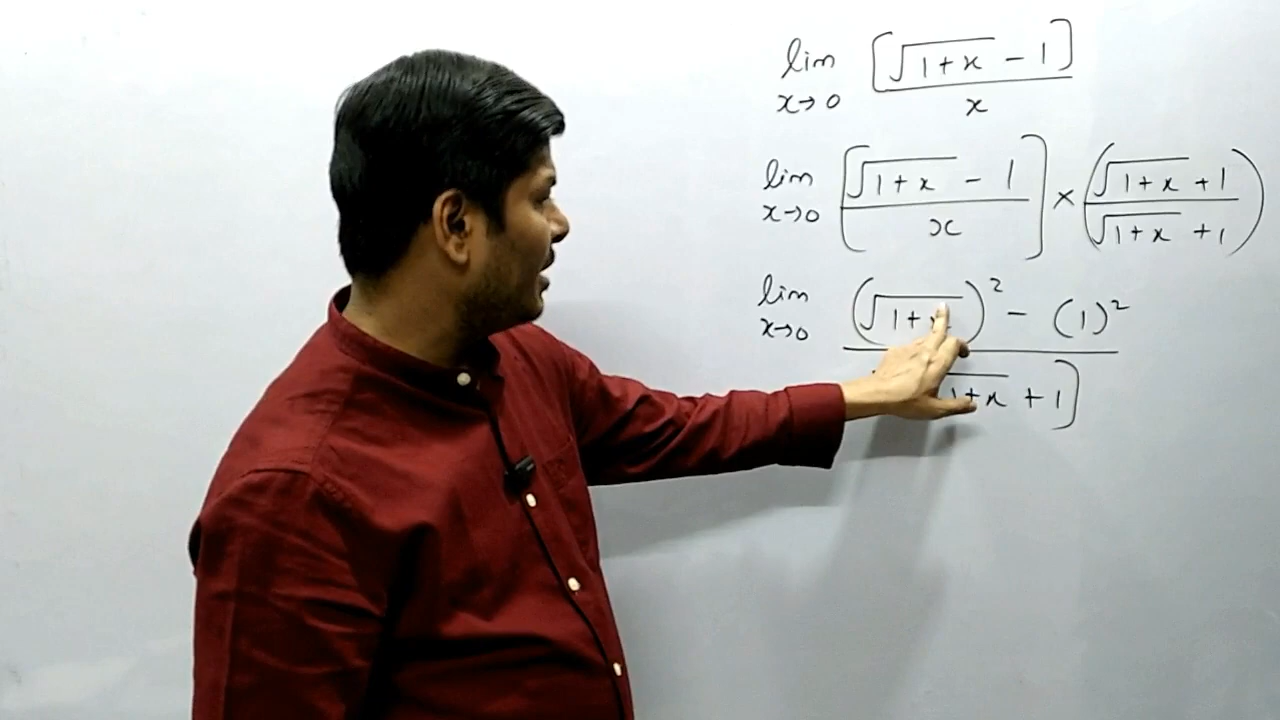 lim x→0 [√1+x - 1] / x
lim x→0 [√1+x - 1 / x] × (√1+x +1 / √1+x +1)
lim x→0 (√1+x)² - (1)² / 1+x + 1]